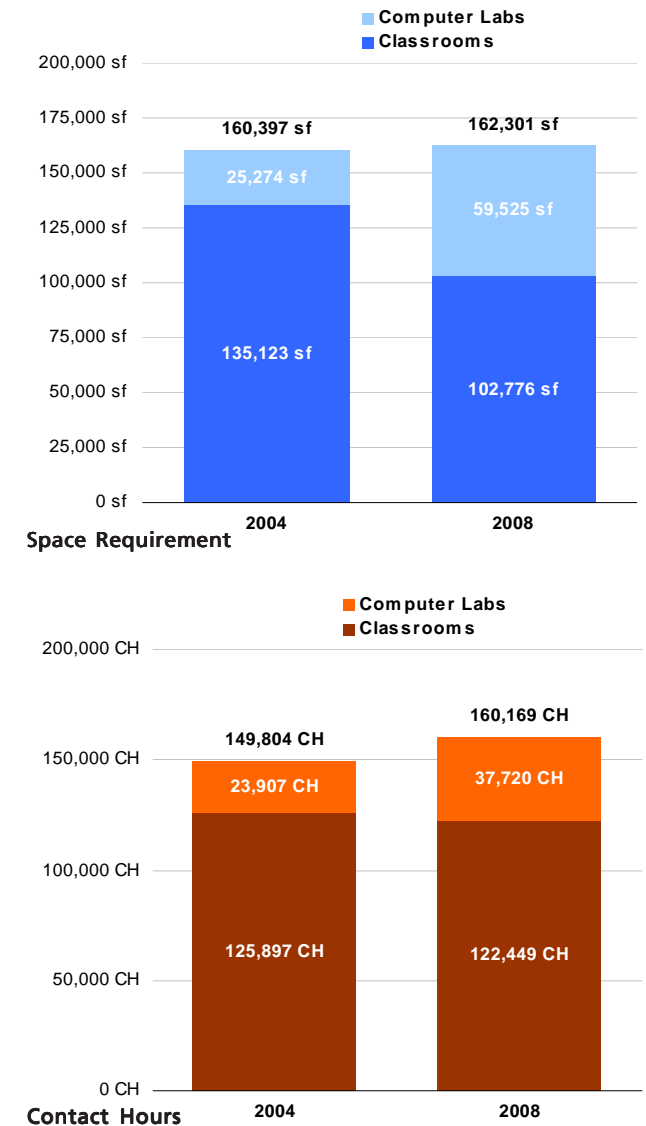 Computer Labs
Classrooms
200,000 sf
175,000 sf
160,397 sf
162,301 sf
150,000 sf
25,274 sf
59,525 sf
125,000 sf
100,000 sf
75,000 sf
135,123 sf
102,776 sf
50,000 sf
25,000 sf
0 sf
2004
2008
Space Requirement
Computer Labs
Classrooms
200,000 CH
160,169 CH
149,804 CH
150,000 CH
23,907 CH
37,720 CH
100,000 CH
125,897 CH
122,449 CH
50,000 CH
0 CH
2004
2008
Contact Hours